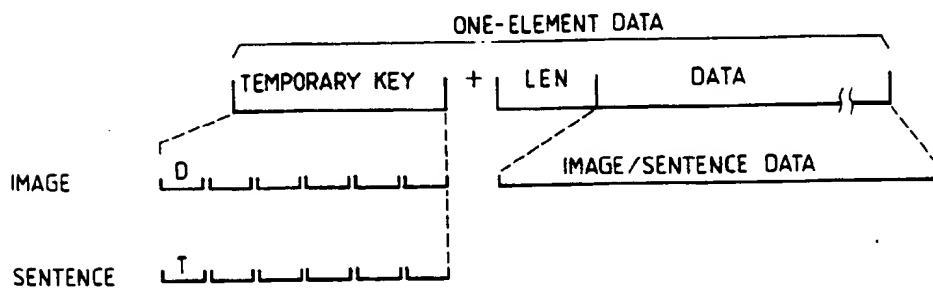 ONE-ELEMENT DATA
TEMPORARY KEY + LEN DATA
D
IMAGE IMAGE/SENTENCE DATA
T
SENTENCE